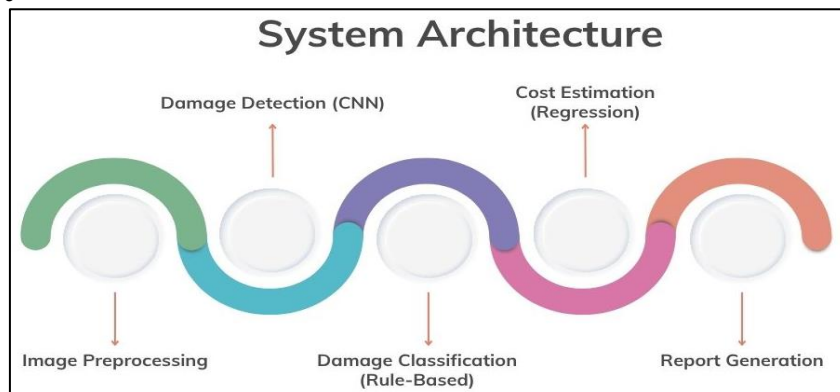 System Architecture
Damage Detection (CNN)
Cost Estimation
(Regression)
Image Preprocessing
Damage Classification
(Rule-Based)
Report Generation